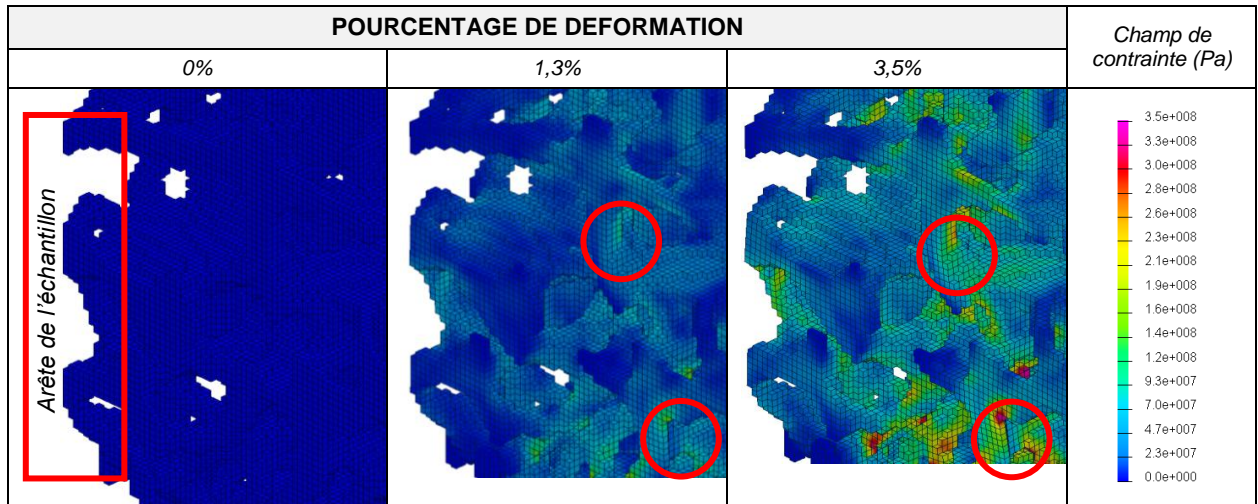 POURCENTAGE DE DEFORMATION
Champ de
contrainte (Pa)
0%
1,3%
3,5%
Arête de l'échantillon
3.5e+008
3.3e+008
3.0e+008
2.8e+008
2.6e+008
2.3e+008
2.1e+008
1.9e+008
1.6e+008
1.4e+008
1.2e+008
9.3e+007
7.0e+007
4.7e+007
2.3e+007
0.0e+000